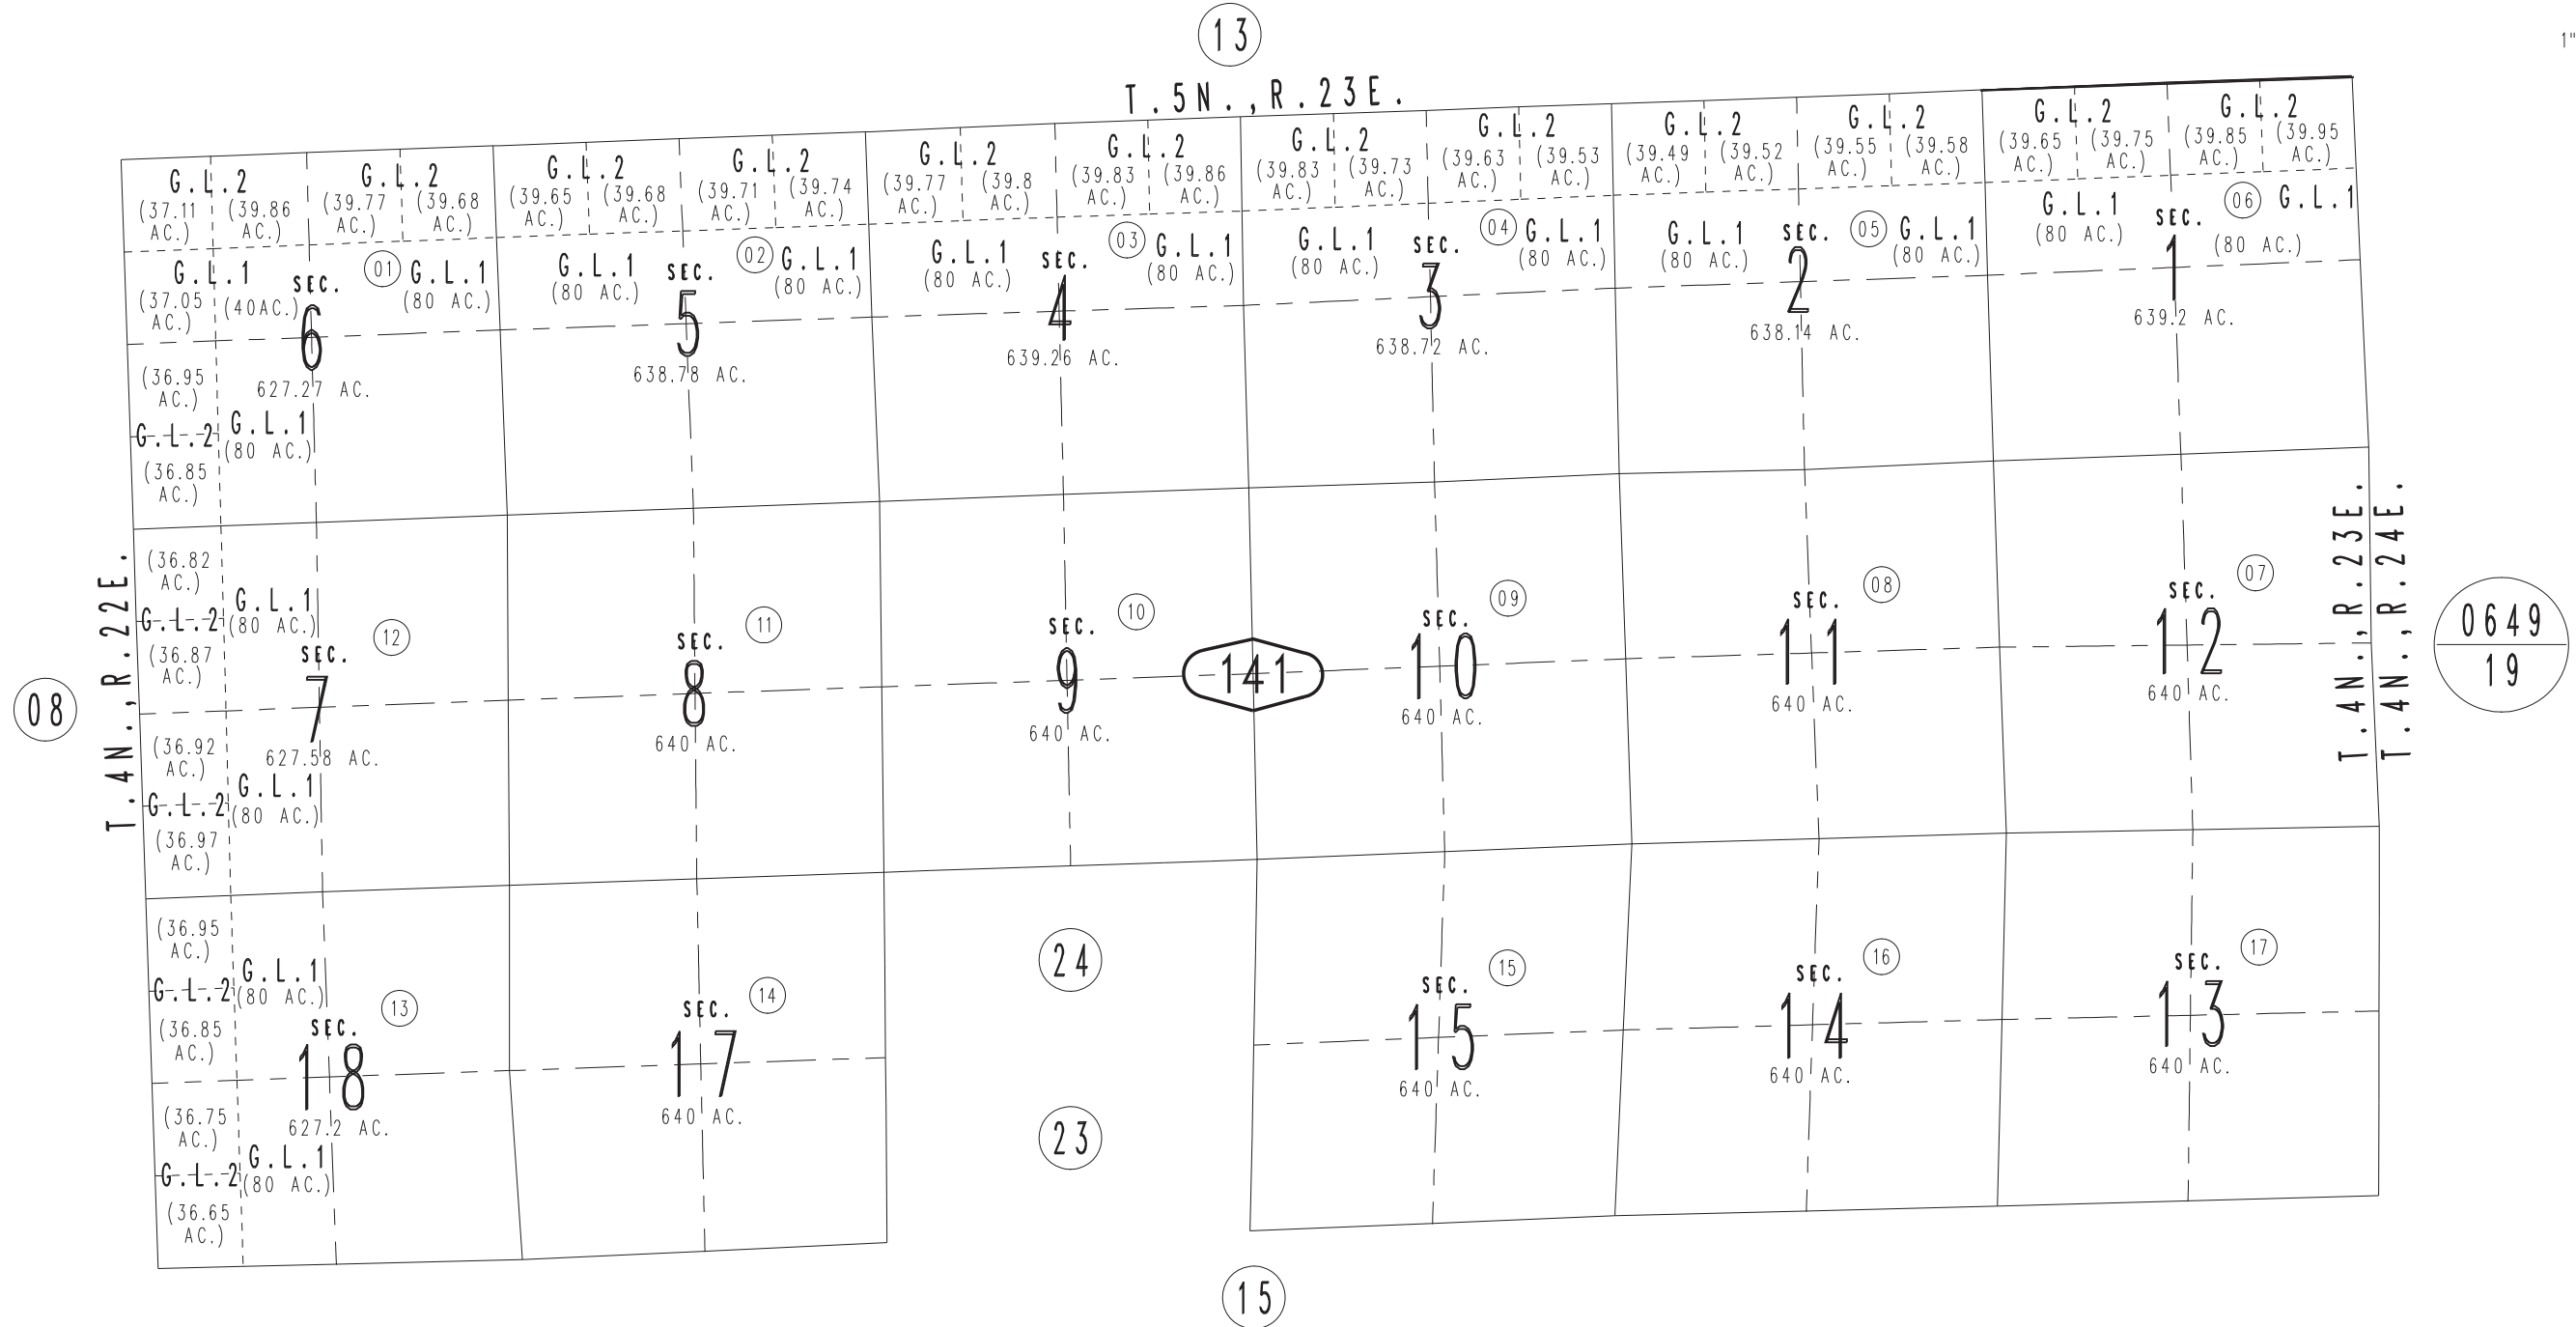 13
1"
T.5N.,R.23E.
G.L.2
(37.11 AC.)
(39.86 AC.)
G.L.2
(39.77 AC.)
(39.68 AC.)
G.L.2
(39.65 AC.)
(39.68 AC.)
G.L.2
(39.71 AC.)
(39.74 AC.)
G.L.2
(39.77 AC.)
(39.8 AC.)
G.L.2
(39.83 AC.)
(39.86 AC.)
G.L.2
(39.83 AC.)
(39.73 AC.)
G.L.2
(39.63 AC.)
(39.53 AC.)
G.L.2
(39.49 AC.)
(39.52 AC.)
G.L.2
(39.55 AC.)
(39.58 AC.)
G.L.2
(39.65 AC.)
(39.75 AC.)
G.L.2
(39.85 AC.)
(39.95 AC.)
G.L.1
(37.05 AC.)
(40AC.)
SEC.
6
01
G.L.1
(80 AC.)
627.27 AC.
(36.95 AC.)
G.L.2
(36.85 AC.)
G.L.1
(80 AC.)
G.L.1
(80 AC.)
SEC.
5
02
G.L.1
(80 AC.)
638.78 AC.
G.L.1
(80 AC.)
SEC.
4
03
G.L.1
(80 AC.)
639.26 AC.
G.L.1
(80 AC.)
SEC.
3
04
G.L.1
(80 AC.)
638.72 AC.
G.L.1
(80 AC.)
SEC.
2
05
G.L.1
(80 AC.)
638.14 AC.
G.L.1
(80 AC.)
SEC.
1
06
G.L.1
(80 AC.)
639.2 AC.
08
T.4N.,R.22E.
(36.82 AC.)
G.L.2
(36.87 AC.)
G.L.1
(80 AC.)
SEC.
7
12
627.58 AC.
(36.92 AC.)
G.L.2
(36.97 AC.)
G.L.1
(80 AC.)
SEC.
8
11
640 AC.
SEC.
9
10
640 AC.
141
SEC.
10
09
640 AC.
SEC.
11
08
640 AC.
SEC.
12
07
640 AC.
T.4N.,R.23E.
T.4N.,R.24E.
0649
19
(36.95 AC.)
G.L.2
(36.85 AC.)
G.L.1
(80 AC.)
SEC.
18
13
627.2 AC.
(36.75 AC.)
G.L.2
(36.65 AC.)
G.L.1
(80 AC.)
SEC.
17
14
640 AC.
24
23
SEC.
15
15
640 AC.
SEC.
14
16
640 AC.
SEC.
13
17
640 AC.
15